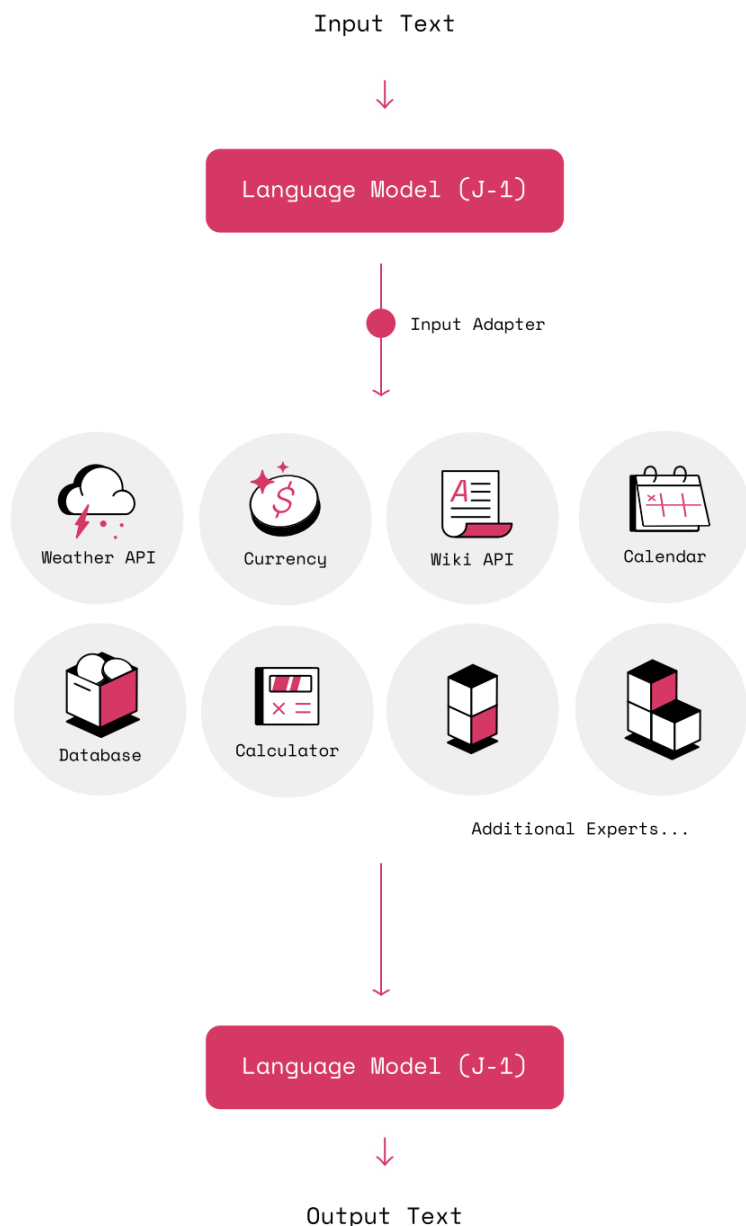 Input Text
Language Model (J-1)
Input Adapter
Weather API
Currency
Wiki API
Calendar
Database
Calculator
Additional Experts...
Language Model (J-1)
Output Text